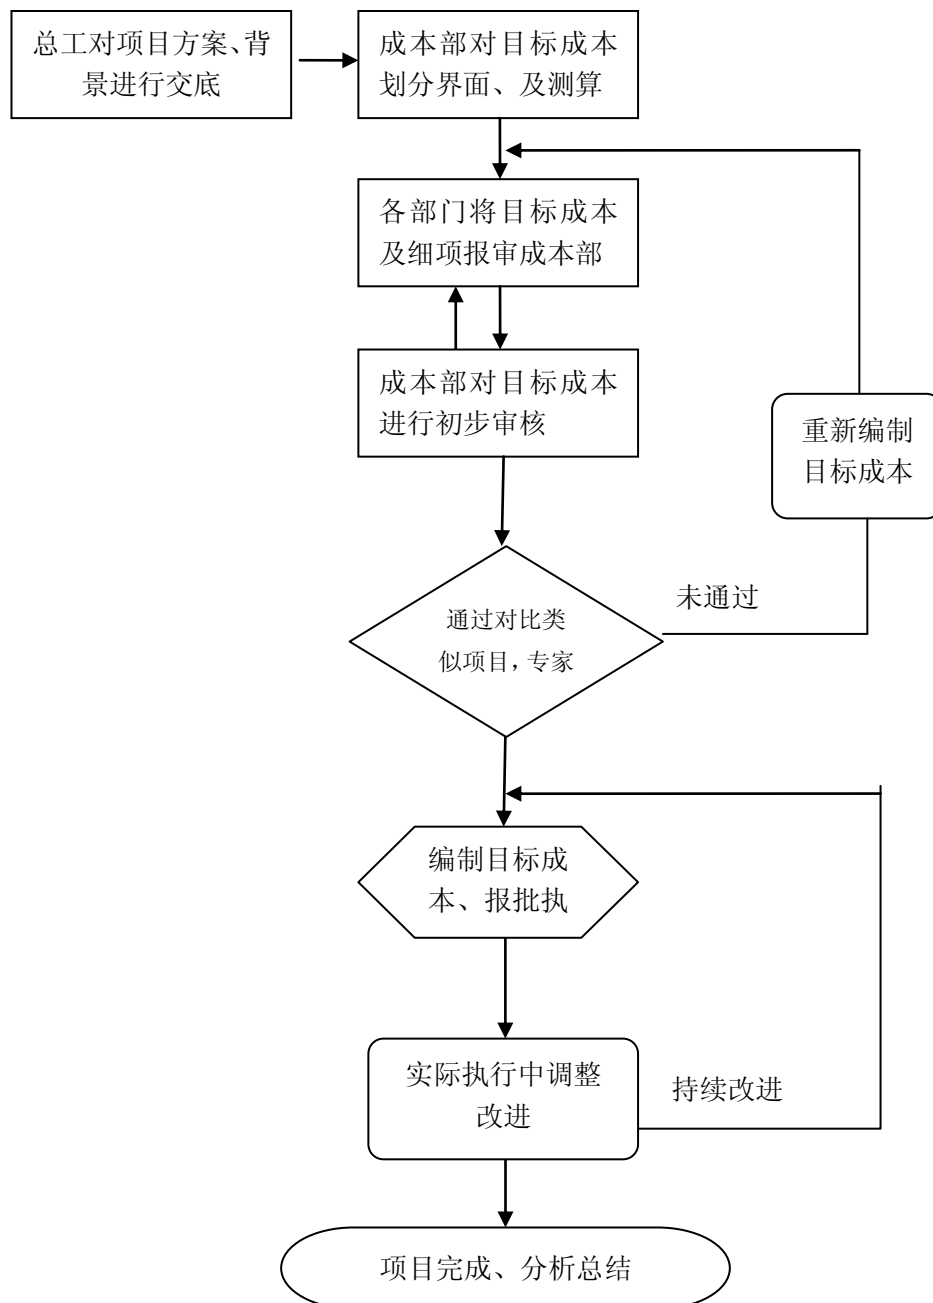 总工对项目方案、背
景进行交底
成本部对目标成本
划分界面、及测算
各部门将目标成本
及细项报审成本部
成本部对目标成本
进行初步审核
重新编制
目标成本
未通过
通过对比类
似项目,专家
编制目标成
本、报批执
实际执行中调整
改进
持续改进
项目完成、分析总结